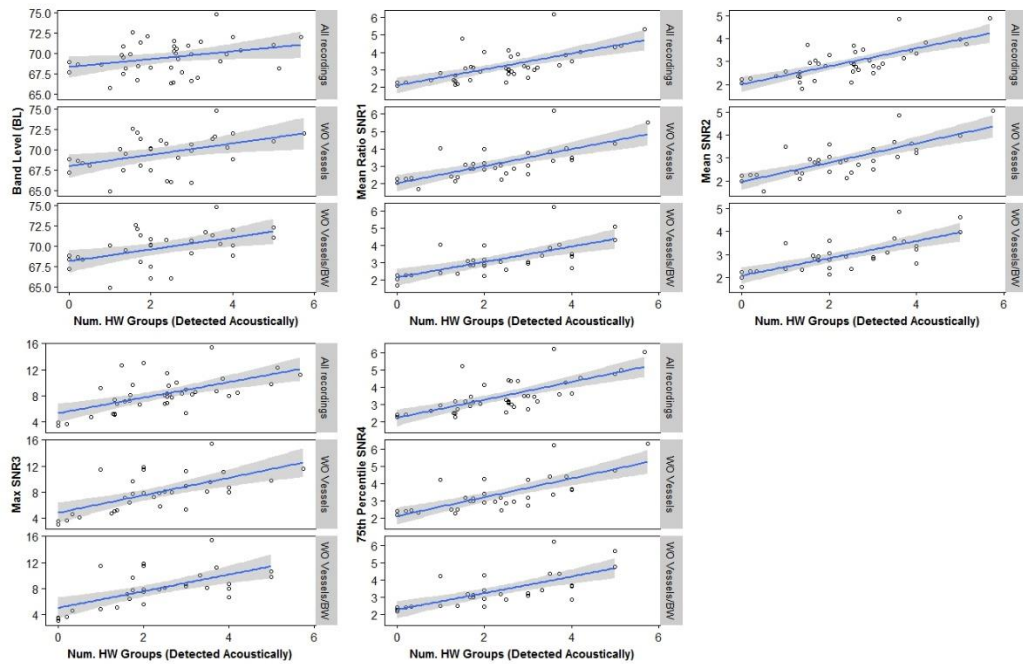 Band Level (BL)
75.0
72.5
70.0
67.5
65.0
All recordings
75.0
72.5
70.0
67.5
65.0
WO Vessels
75.0
72.5
70.0
67.5
65.0
WO Vessels/BW
0 2 4 6
Num. HW Groups (Detected Acoustically)
Mean Ratio SNR1
6
5
4
3
2
All recordings
6
5
4
3
2
WO Vessels
6
5
4
3
2
WO Vessels/BW
0 2 4 6
Num. HW Groups (Detected Acoustically)
Mean SNR2
5
4
3
2
All recordings
5
4
3
2
WO Vessels
5
4
3
2
WO Vessels/BW
0 2 4 6
Num. HW Groups (Detected Acoustically)
Max SNR3
16
12
8
4
All recordings
16
12
8
4
WO Vessels
16
12
8
4
WO Vessels/BW
0 2 4 6
Num. HW Groups (Detected Acoustically)
75th Percentile SNR4
6
5
4
3
2
All recordings
6
5
4
3
2
WO Vessels
6
5
4
3
2
WO Vessels/BW
0 2 4 6
Num. HW Groups (Detected Acoustically)